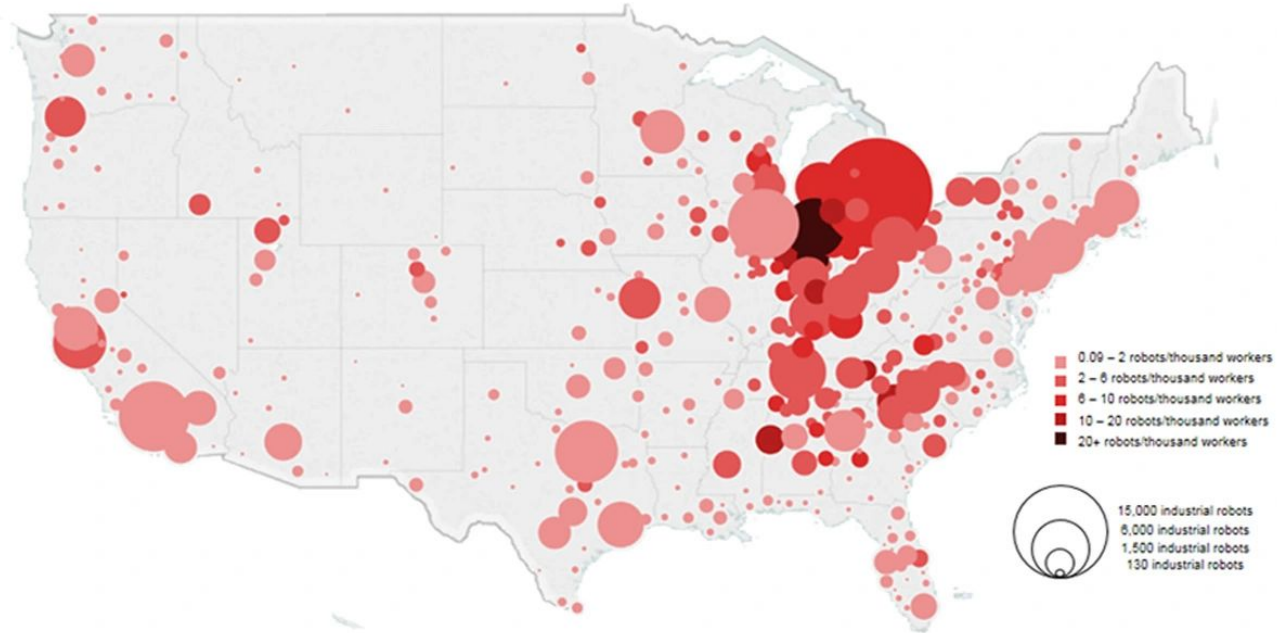 0.09 – 2 robots/thousand workers
2 – 6 robots/thousand workers
6 – 10 robots/thousand workers
10 – 20 robots/thousand workers
20+ robots/thousand workers
15,000 industrial robots
6,000 industrial robots
1,500 industrial robots
130 industrial robots